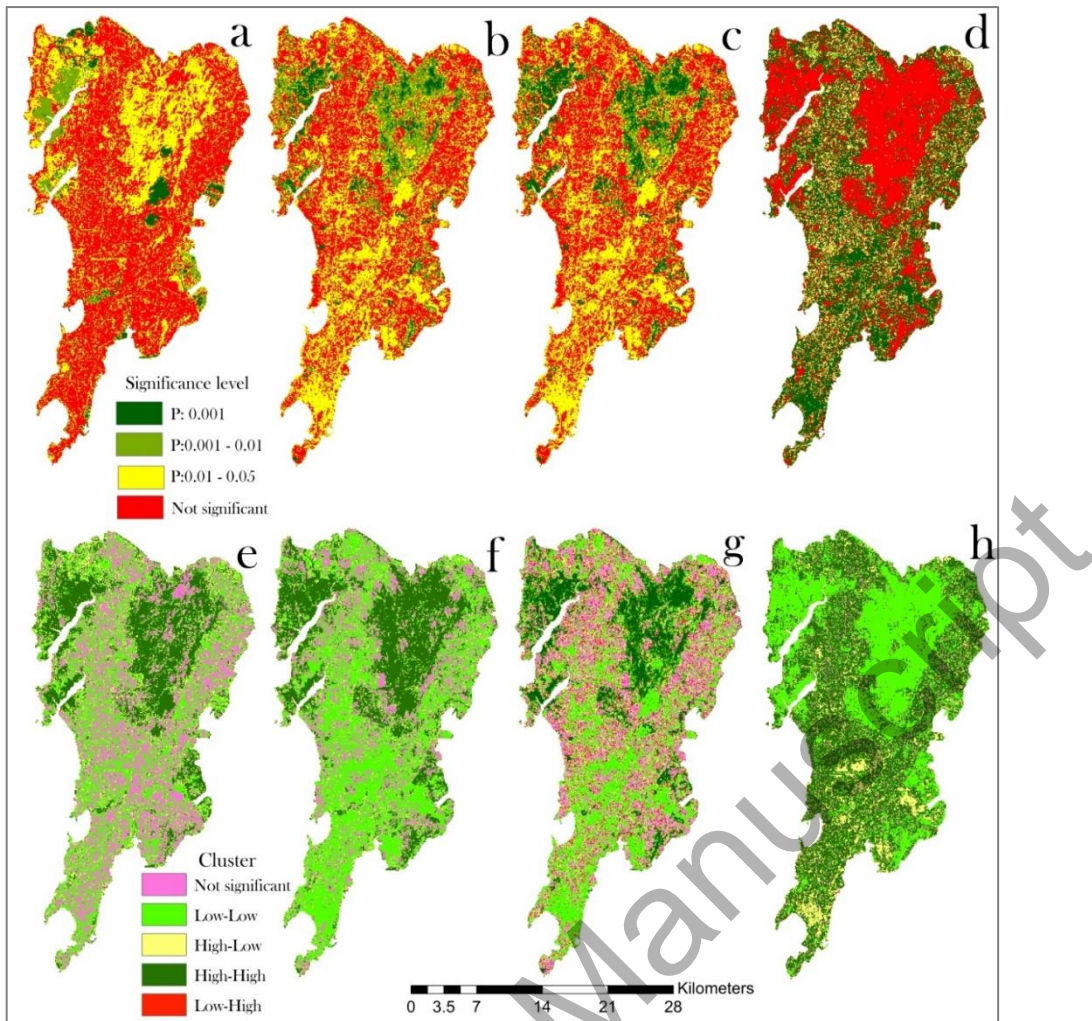 a b c d
Significance level
P: 0.001
P:0.001 - 0.01
P:0.01 - 0.05
Not significant
e f g h
Cluster
Not significant
Low-Low
High-Low
High-High
Low-High
Kilometers
0 3.5 7 14 21 28
Manuscript